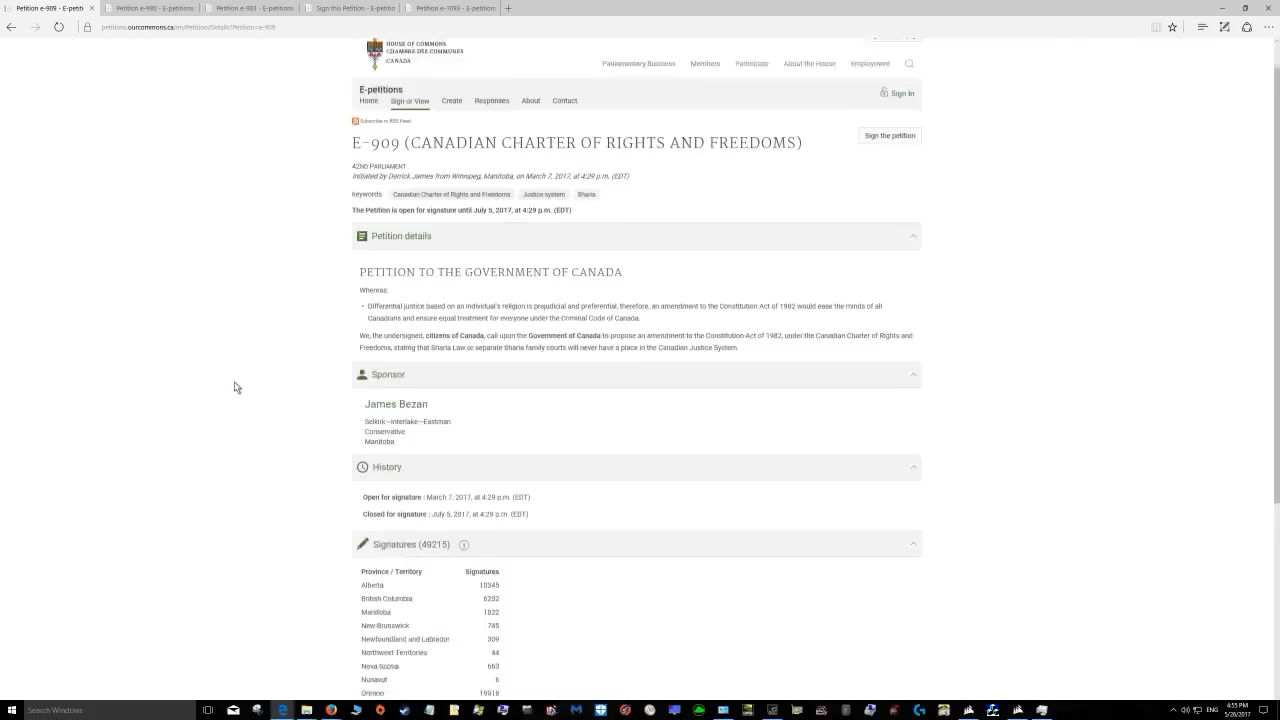 Petition e-909 - E-petiti
Petition e-980 - E-petitions
Petition e-983 - E-petitions
Sign the Petition - E-petitions
Petition e-1093 - E-petition
petitions.ourcommons.ca/en/Petition/Details?Petition=e-909
HOUSE OF COMMONS
CHAMBRE DES COMMUNES
CANADA
Parliamentary Business Members Participate About the House Employment
E-petitions
Home Sign or View Create Responses About Contact
Sign In
Subscribe to RSS Feed
Sign the petition
E-909 (CANADIAN CHARTER OF RIGHTS AND FREEDOMS)
42ND PARLIAMENT
Initiated by Derrick James from Winnipeg, Manitoba, on March 7, 2017, at 4:29 p.m. (EDT)
Keywords Canadian Charter of Rights and Freedoms Justice system Sharia
The Petition is open for signature until July 5, 2017, at 4:29 p.m. (EDT)
Petition details
PETITION TO THE GOVERNMENT OF CANADA
Whereas:
• Differential justice based on an individual's religion is prejudicial and preferential, therefore, an amendment to the Constitution Act of 1982 would ease the minds of all
Canadians and ensure equal treatment for everyone under the Criminal Code of Canada.
We, the undersigned, citizens of Canada, call upon the Government of Canada to propose an amendment to the Constitution Act of 1982, under the Canadian Charter of Rights and
Freedoms, stating that Sharia Law or separate Sharia family courts will never have a place in the Canadian Justice System.
Sponsor
James Bezan
Selkirk—Interlake—Eastman
Conservative
Manitoba
History
Open for signature : March 7, 2017, at 4:29 p.m. (EDT)
Closed for signature : July 5, 2017, at 4:29 p.m. (EDT)
Signatures (49215)
Province / Territory Signatures
Alberta 10345
British Columbia 6232
Manitoba 1822
New Brunswick 745
Newfoundland and Labrador 309
Northwest Territories 44
Nova Scotia 663
Nunavut 6
Ontario
Search Windows
ENG
4:55 PM
5/26/2017